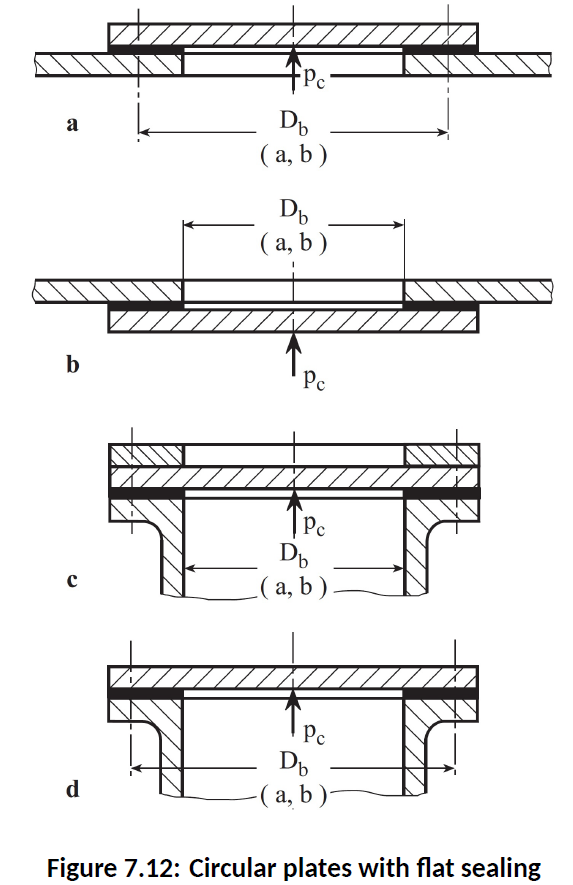 p_c
a
D_b
( a, b )
D_b
( a, b )
b
p_c
p_c
D_b
c
( a, b )
p_c
D_b
d
( a, b )
Figure 7.12: Circular plates with flat sealing